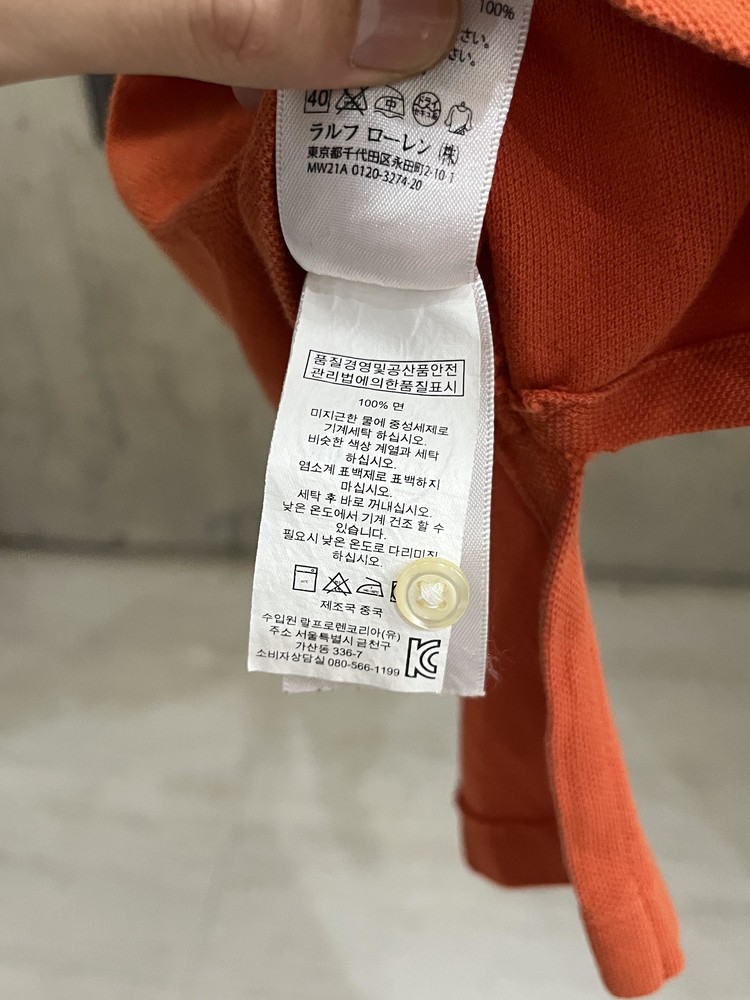 100%
さい。
さい。
40 中 ドライ セキユ系
ラルフ ローレン (株)
東京都千代田区永田町2-10-1
MW21A 0120-3274-20
품질경영및공산품안전
관리법에의한품질표시
100% 면
미지근한 물에 중성세제로
기계세탁 하십시오.
비슷한 색상 계열과 세탁
하십시오.
염소계 표백제로 표백하지
마십시오.
세탁 후 바로 꺼내십시오.
낮은 온도에서 기계 건조 할 수
있습니다.
필요시 낮은 온도로 다리미질
하십시오.
제조국 중국
수입원 랄프로렌코리아(유)
주소 서울특별시 금천구
가산동 336-7
소비자상담실 080-566-1199